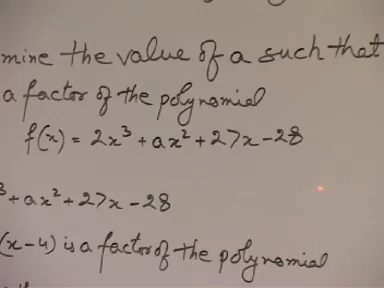 mine the value of a such that
a factor of the polynomial
f(x) = 2x³ + ax² + 27x - 28
³ + ax² + 27x - 28
(x-4) is a factor of the polynomial